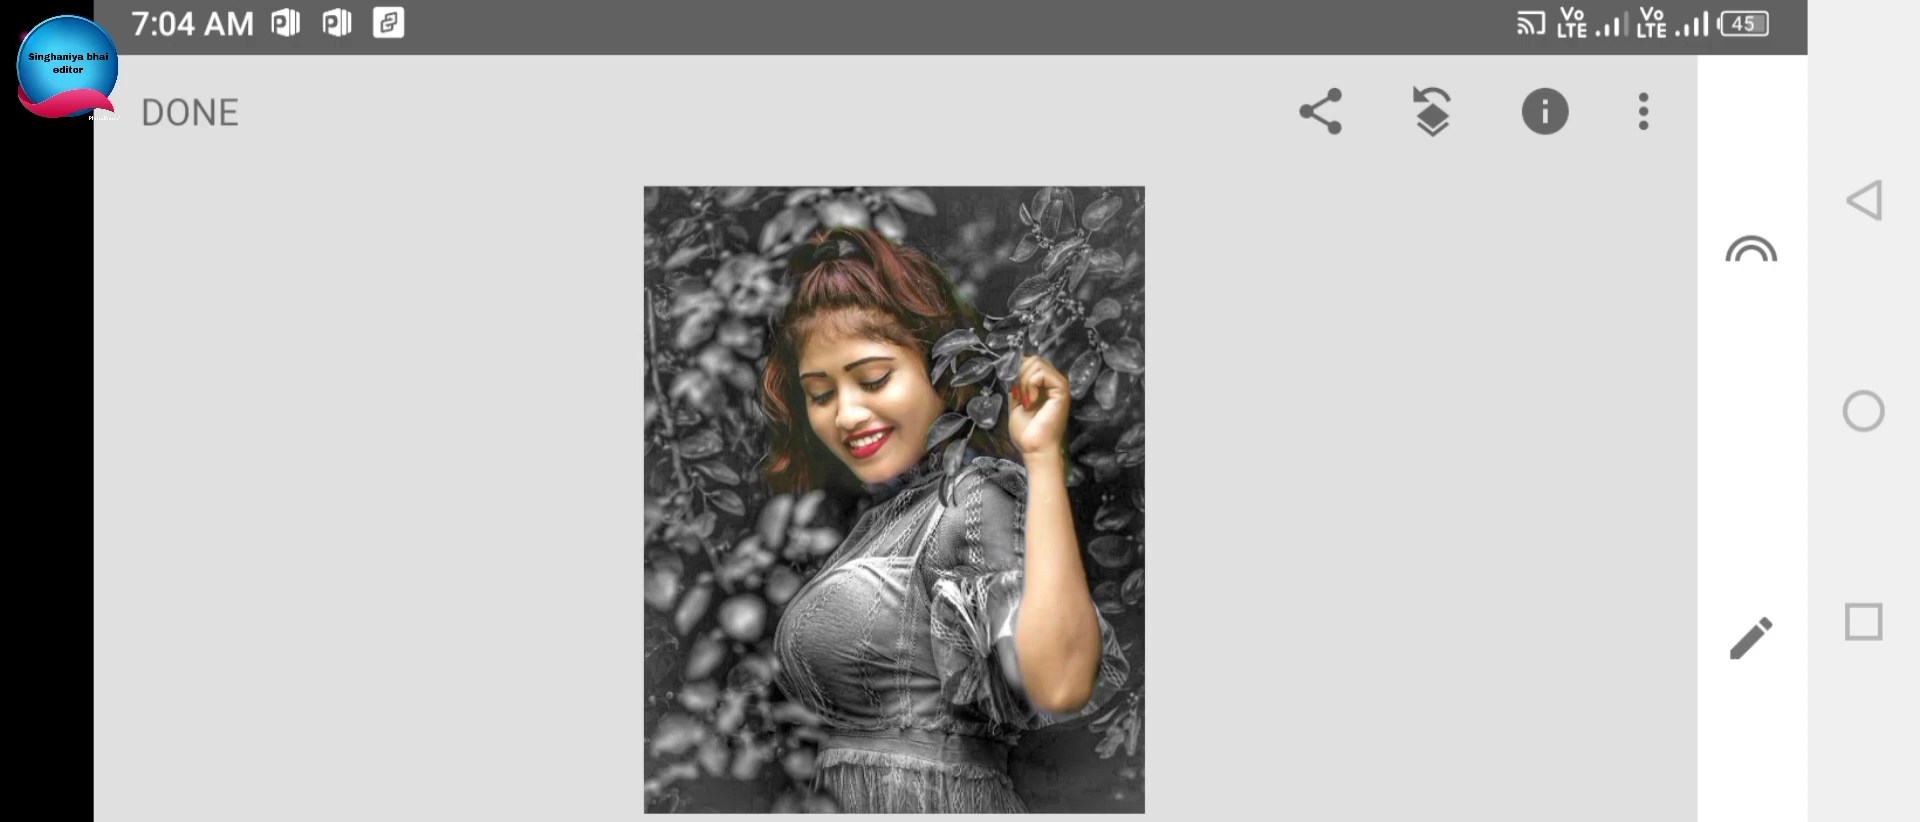 7:04 AM
Vo
LTE
Vo
LTE
45
Singhaniya bhai
editor
DONE